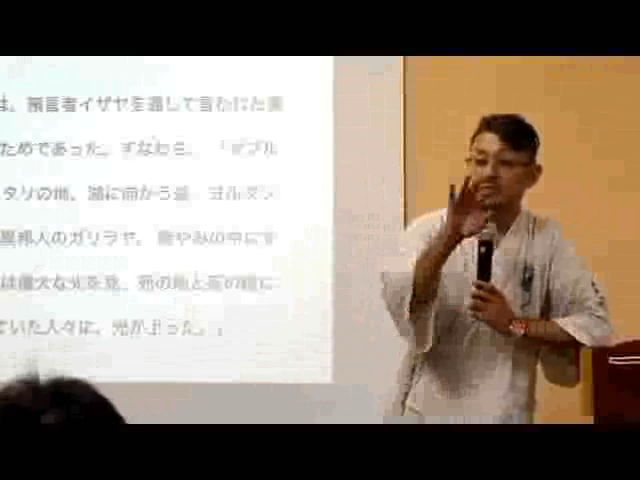 は、預言者イザヤを通して言われた事
ためであった。すなわち、「ゼブル
タリの地、湖に向かう道、ヨルダン
異邦人のガリラヤ。暗やみの中にす
は偉大な光を見、死の地と死の陰に
ていた人々に、光が上った。」